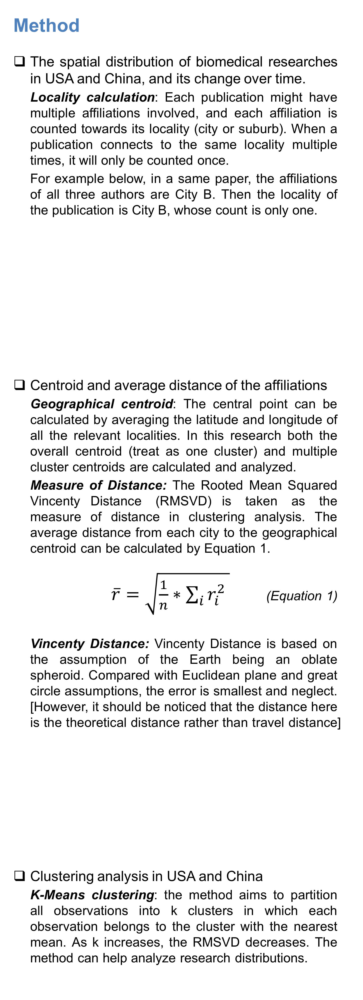 Method
❑ The spatial distribution of biomedical researches
in USA and China, and its change over time.
Locality calculation: Each publication might have
multiple affiliations involved, and each affiliation is
counted towards its locality (city or suburb). When a
publication connects to the same locality multiple
times, it will only be counted once.
For example below, in a same paper, the affiliations
of all three authors are City B. Then the locality of
the publication is City B, whose count is only one.
❑ Centroid and average distance of the affiliations
Geographical centroid: The central point can be
calculated by averaging the latitude and longitude of
all the relevant localities. In this research both the
overall centroid (treat as one cluster) and multiple
cluster centroids are calculated and analyzed.
Measure of Distance: The Rooted Mean Squared
Vincenty Distance (RMSVD) is taken as the
measure of distance in clustering analysis. The
average distance from each city to the geographical
centroid can be calculated by Equation 1.
r̄ = √(1/n * ∑ᵢ rᵢ²) (Equation 1)
Vincenty Distance: Vincenty Distance is based on
the assumption of the Earth being an oblate
spheroid. Compared with Euclidean plane and great
circle assumptions, the error is smallest and neglect.
[However, it should be noticed that the distance here
is the theoretical distance rather than travel distance]
❑ Clustering analysis in USA and China
K-Means clustering: the method aims to partition
all observations into k clusters in which each
observation belongs to the cluster with the nearest
mean. As k increases, the RMSVD decreases. The
method can help analyze research distributions.